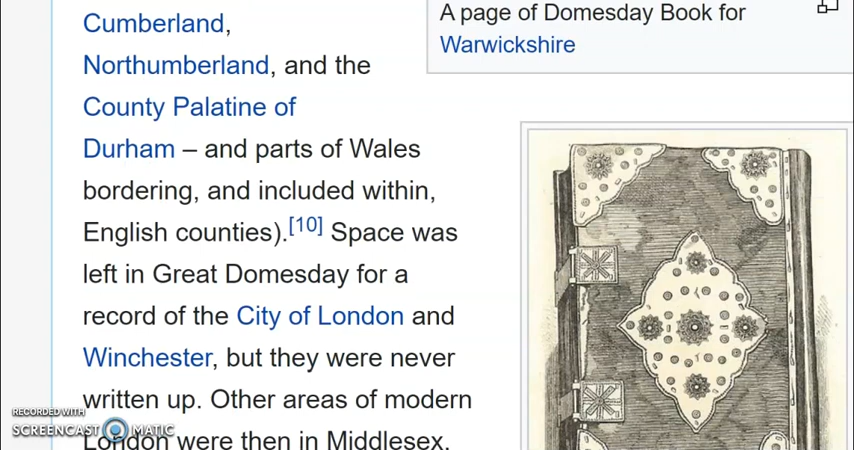 Cumberland,
Northumberland, and the
County Palatine of
Durham – and parts of Wales
bordering, and included within,
English counties).[10] Space was
left in Great Domesday for a
record of the City of London and
Winchester, but they were never
written up. Other areas of modern
London were then in Middlesex,
A page of Domesday Book for
Warwickshire
RECORDED WITH
SCREENCAST MATIC